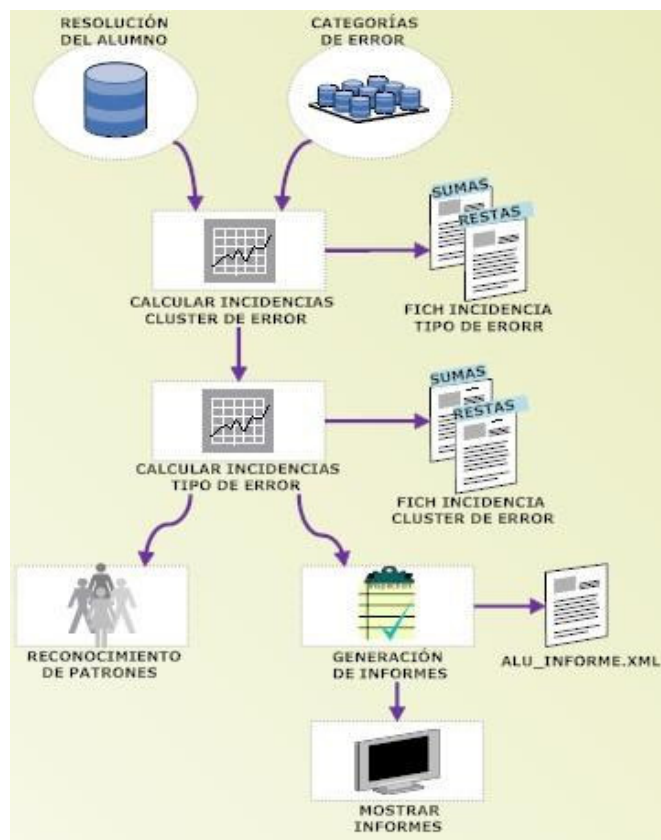 RESOLUCIÓN
DEL ALUMNO
CATEGORÍAS
DE ERROR
SUMAS
RESTAS
CALCULAR INCIDENCIAS
CLUSTER DE ERROR
FICH INCIDENCIA
TIPO DE ERORR
SUMAS
RESTAS
CALCULAR INCIDENCIAS
TIPO DE ERROR
FICH INCIDENCIA
CLUSTER DE ERROR
RECONOCIMIENTO
DE PATRONES
GENERACIÓN
DE INFORMES
ALU_INFORME.XML
MOSTRAR
INFORMES